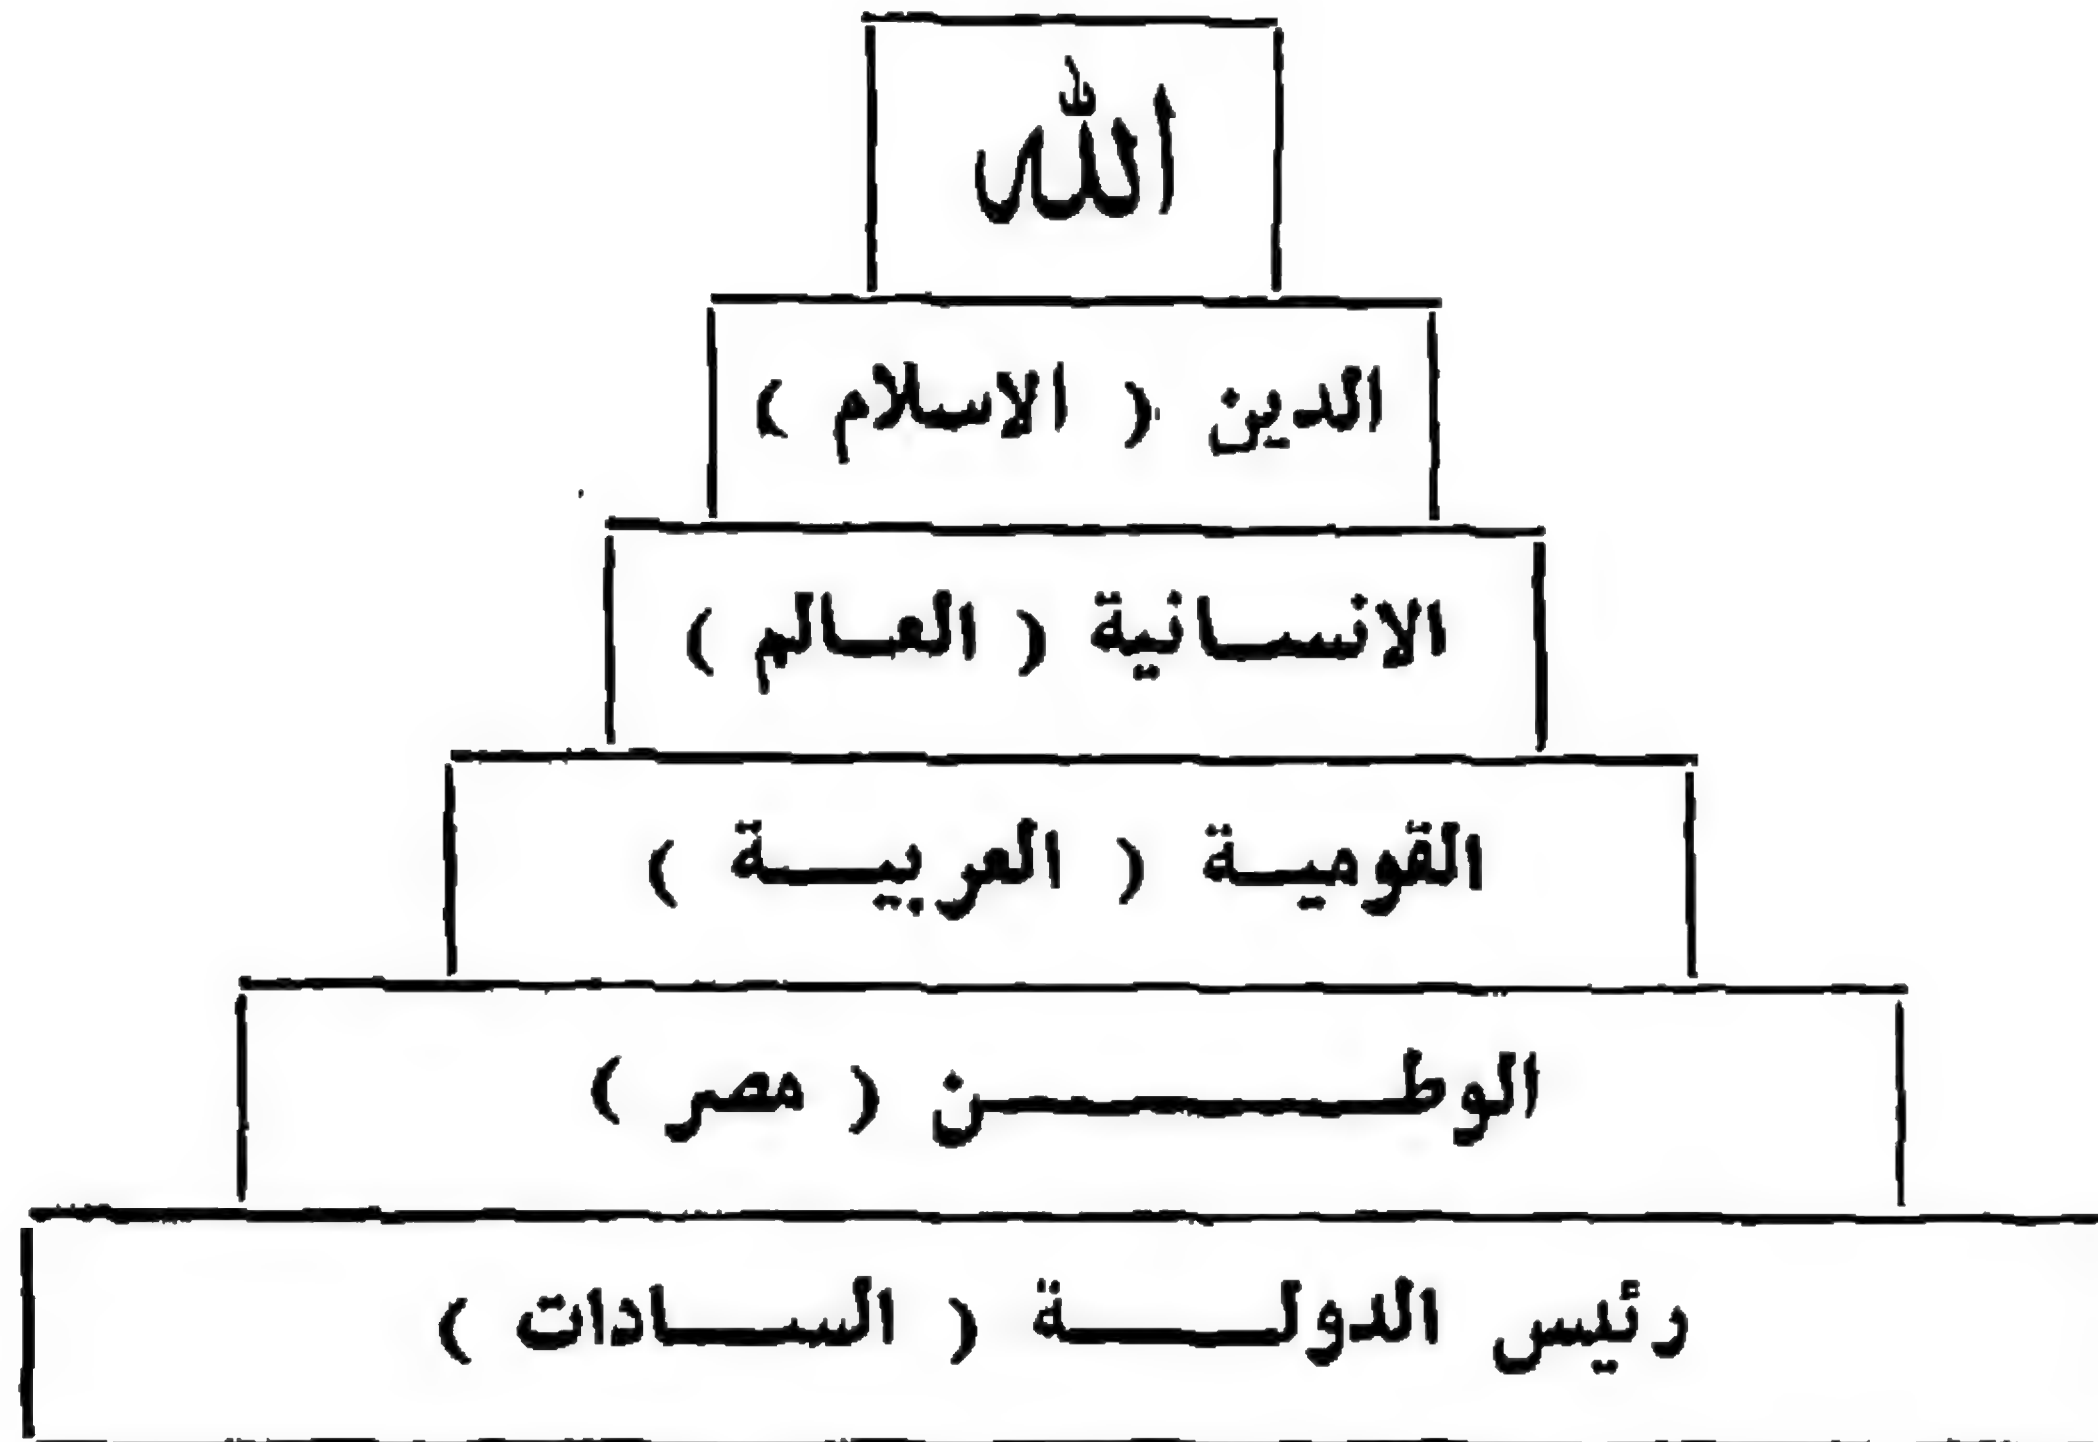 الله
الدين ( الاسلام )
الانسانية ( العالم )
القومية ( العربية )
الوطن ( مصر )
رئيس الدولة ( السادات )